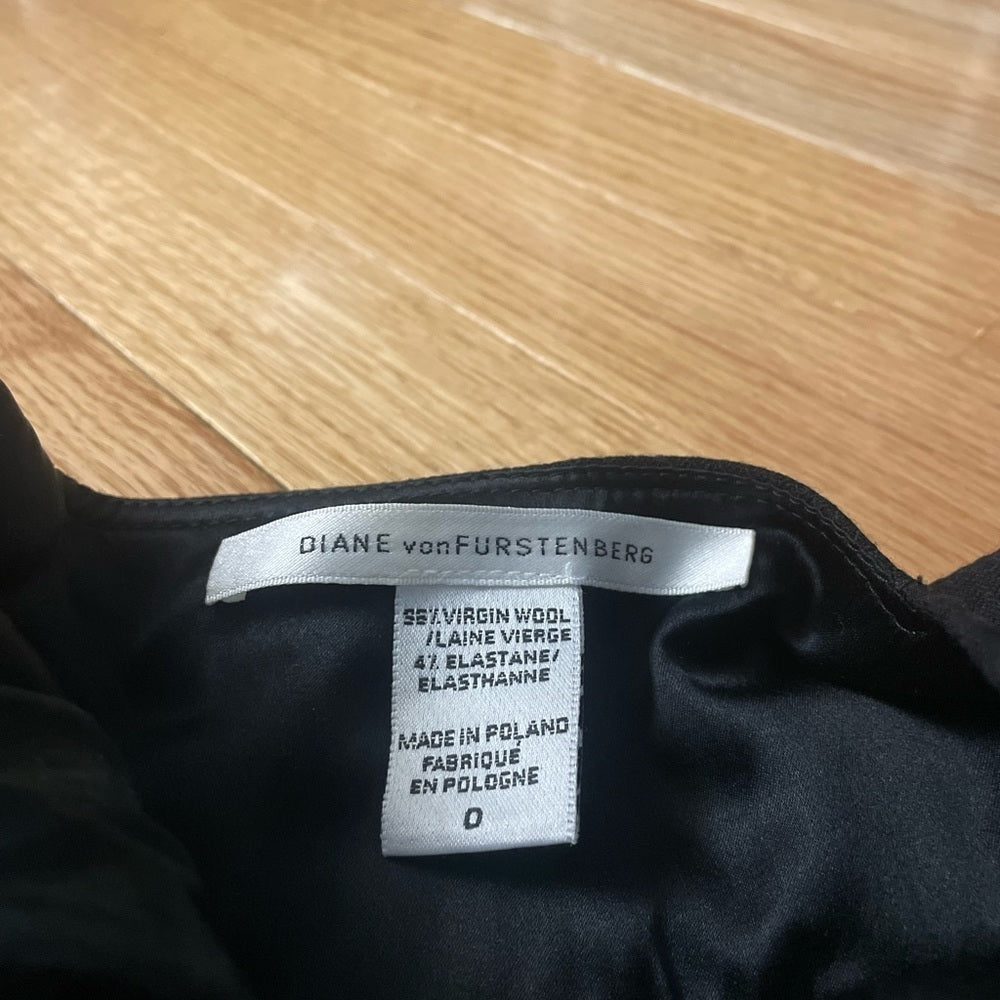 DIANE vonFURSTENBERG
96% VIRGIN WOOL
/LAINE VIERGE
4% ELASTANE/
ELASTHANNE
MADE IN POLAND
FABRIQUÉ
EN POLOGNE
0